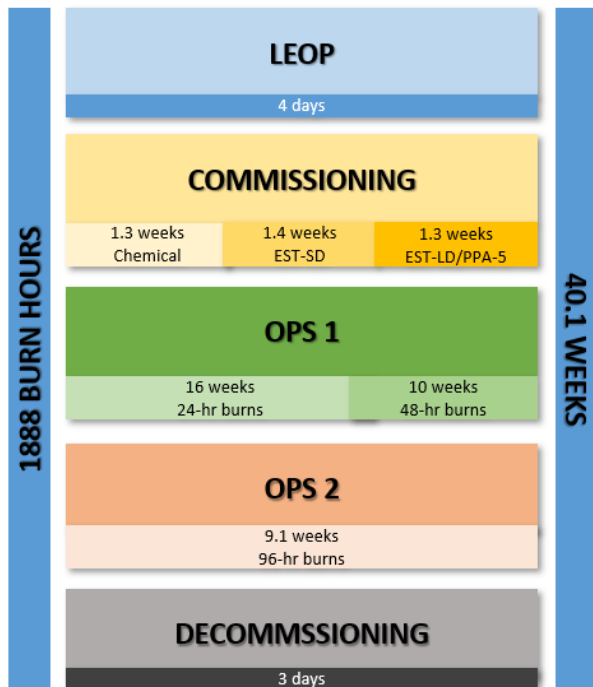 1888 BURN HOURS
LEOP
4 days
COMMISSIONING
1.3 weeks
Chemical
1.4 weeks
EST-SD
1.3 weeks
EST-LD/PPA-5
OPS 1
16 weeks
24-hr burns
10 weeks
48-hr burns
OPS 2
9.1 weeks
96-hr burns
DECOMMSSIONING
3 days
40.1 WEEKS